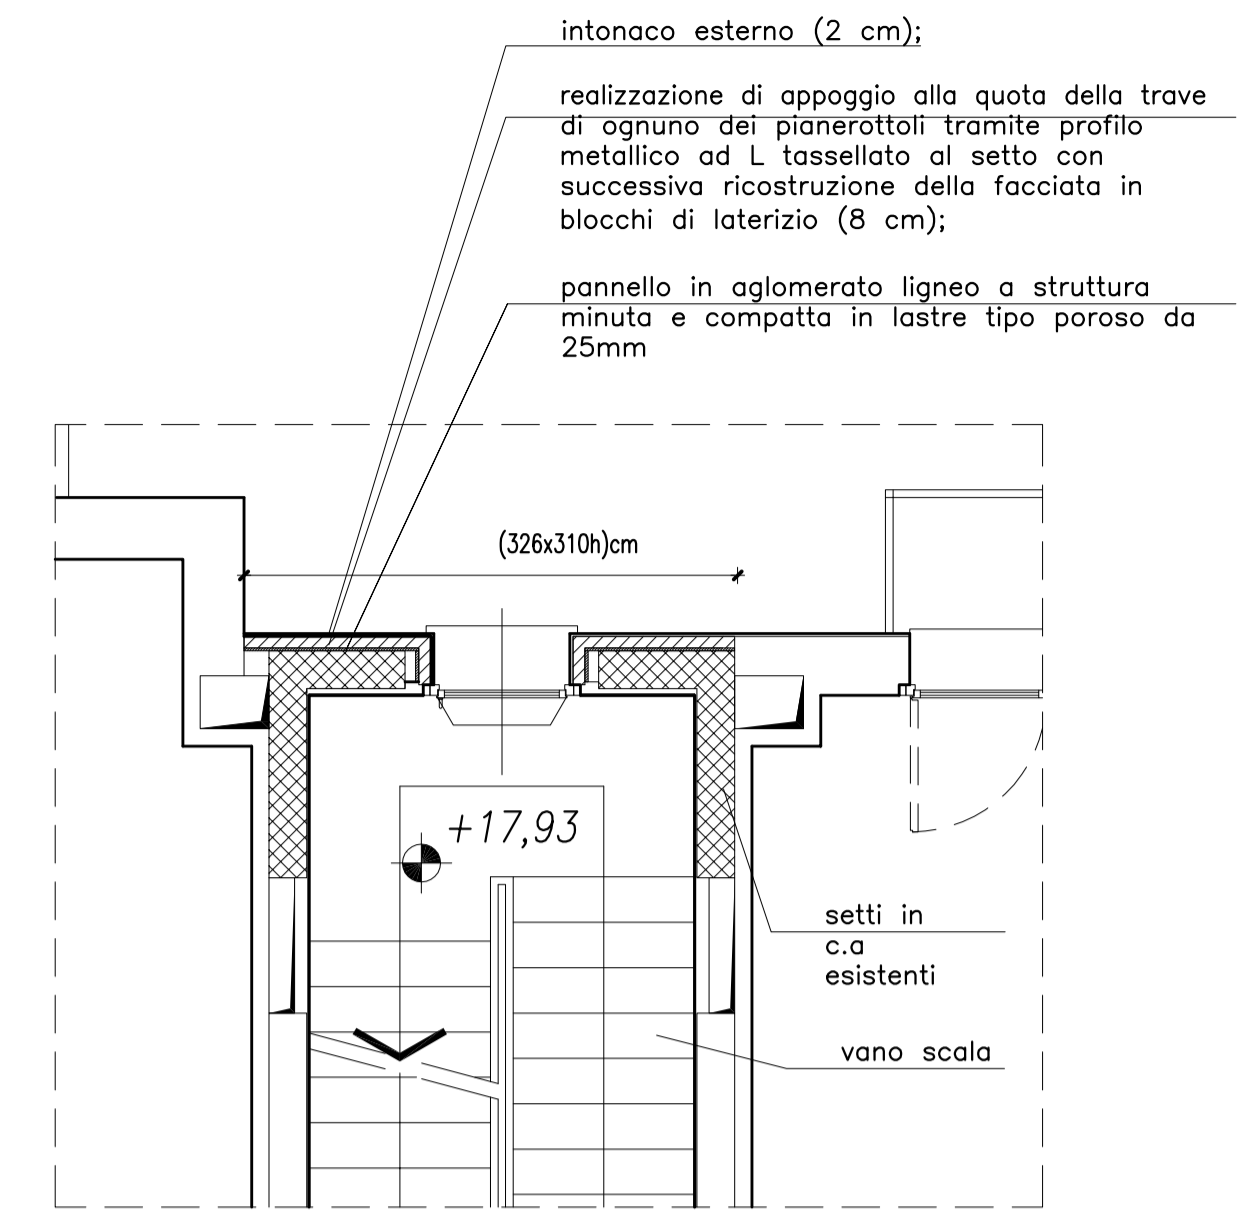 intonaco esterno (2 cm);
realizzazione di appoggio alla quota della trave
di ognuno dei pianerottoli tramite profilo
metallico ad L tassellato al setto con
successiva ricostruzione della facciata in
blocchi di laterizio (8 cm);
pannello in aglomerato ligneo a struttura
minuta e compatta in lastre tipo poroso da
25mm
(326x310h)cm
+17,93
setti in
c.a
esistenti
vano scala